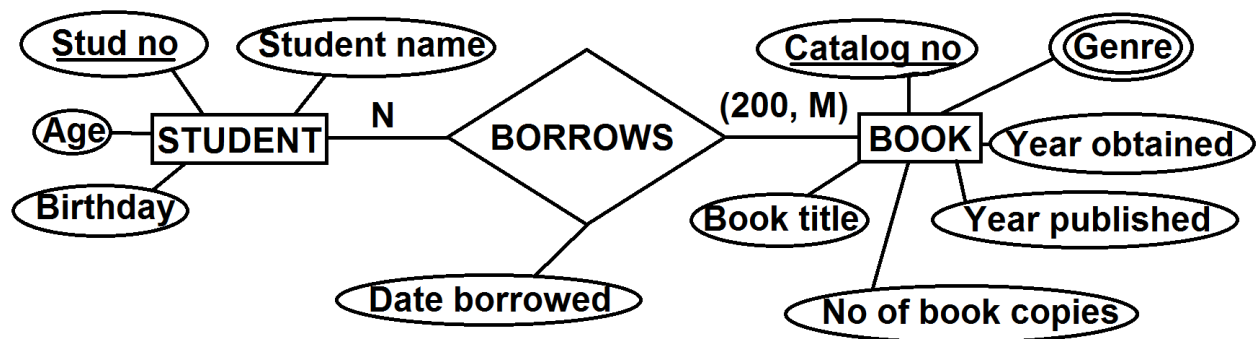 Stud no
Student name
Catalog no
Genre
Age
STUDENT
N
BORROWS
(200, M)
BOOK
Year obtained
Birthday
Book title
Year published
Date borrowed
No of book copies